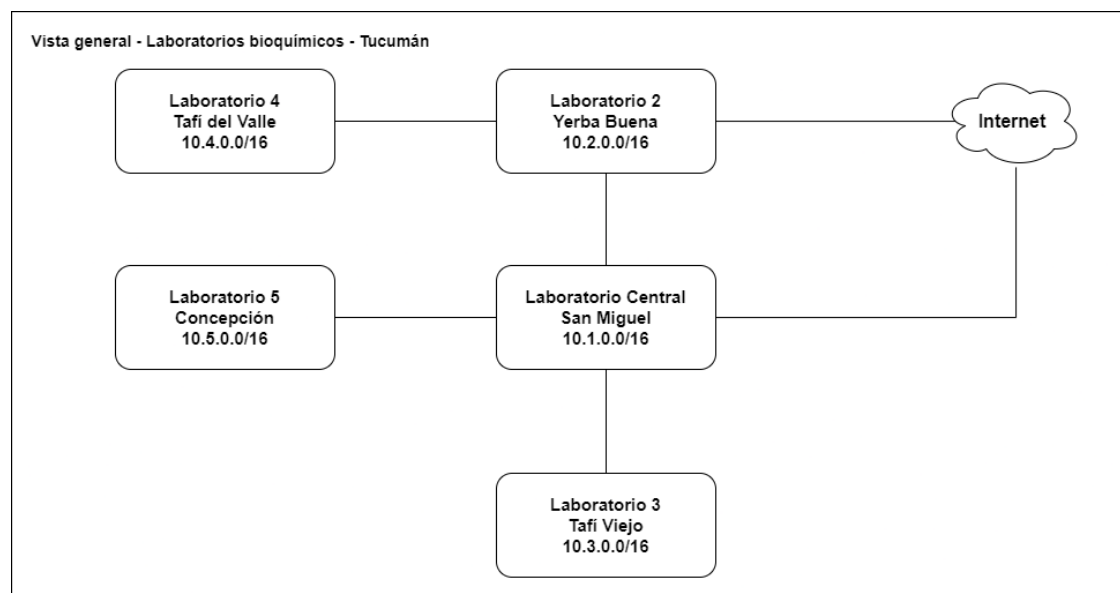 Vista general - Laboratorios bioquímicos - Tucumán
Laboratorio 4
Tafí del Valle
10.4.0.0/16
Laboratorio 2
Yerba Buena
10.2.0.0/16
Internet
Laboratorio 5
Concepción
10.5.0.0/16
Laboratorio Central
San Miguel
10.1.0.0/16
Laboratorio 3
Tafí Viejo
10.3.0.0/16